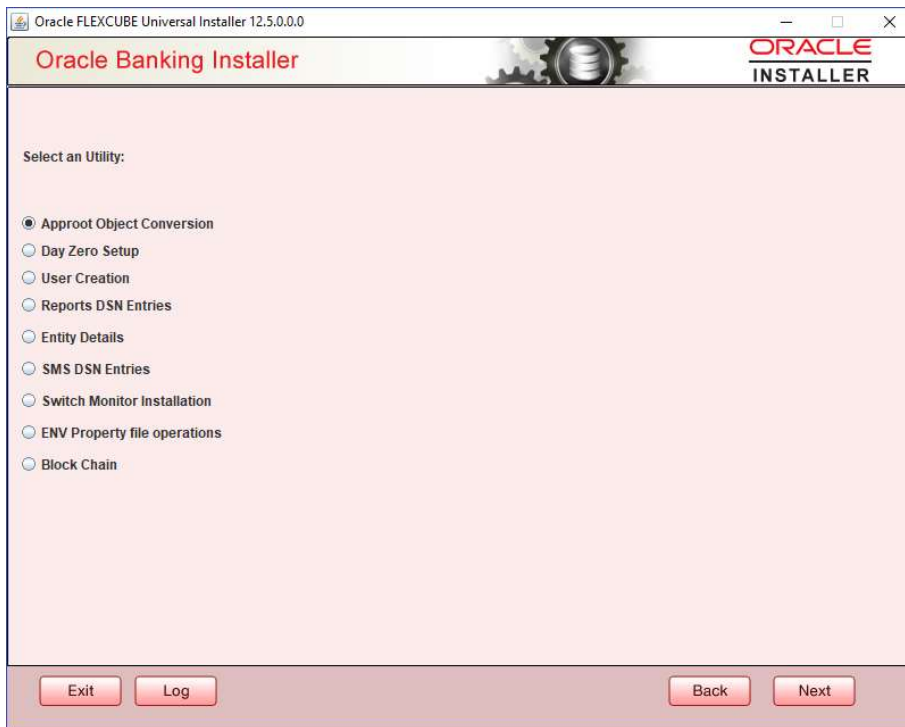 Oracle FLEXCUBE Universal Installer 12.5.0.0.0
Oracle Banking Installer
ORACLE
INSTALLER
Select an Utility:
Approot Object Conversion
Day Zero Setup
User Creation
Reports DSN Entries
Entity Details
SMS DSN Entries
Switch Monitor Installation
ENV Property file operations
Block Chain
Exit Log Back Next